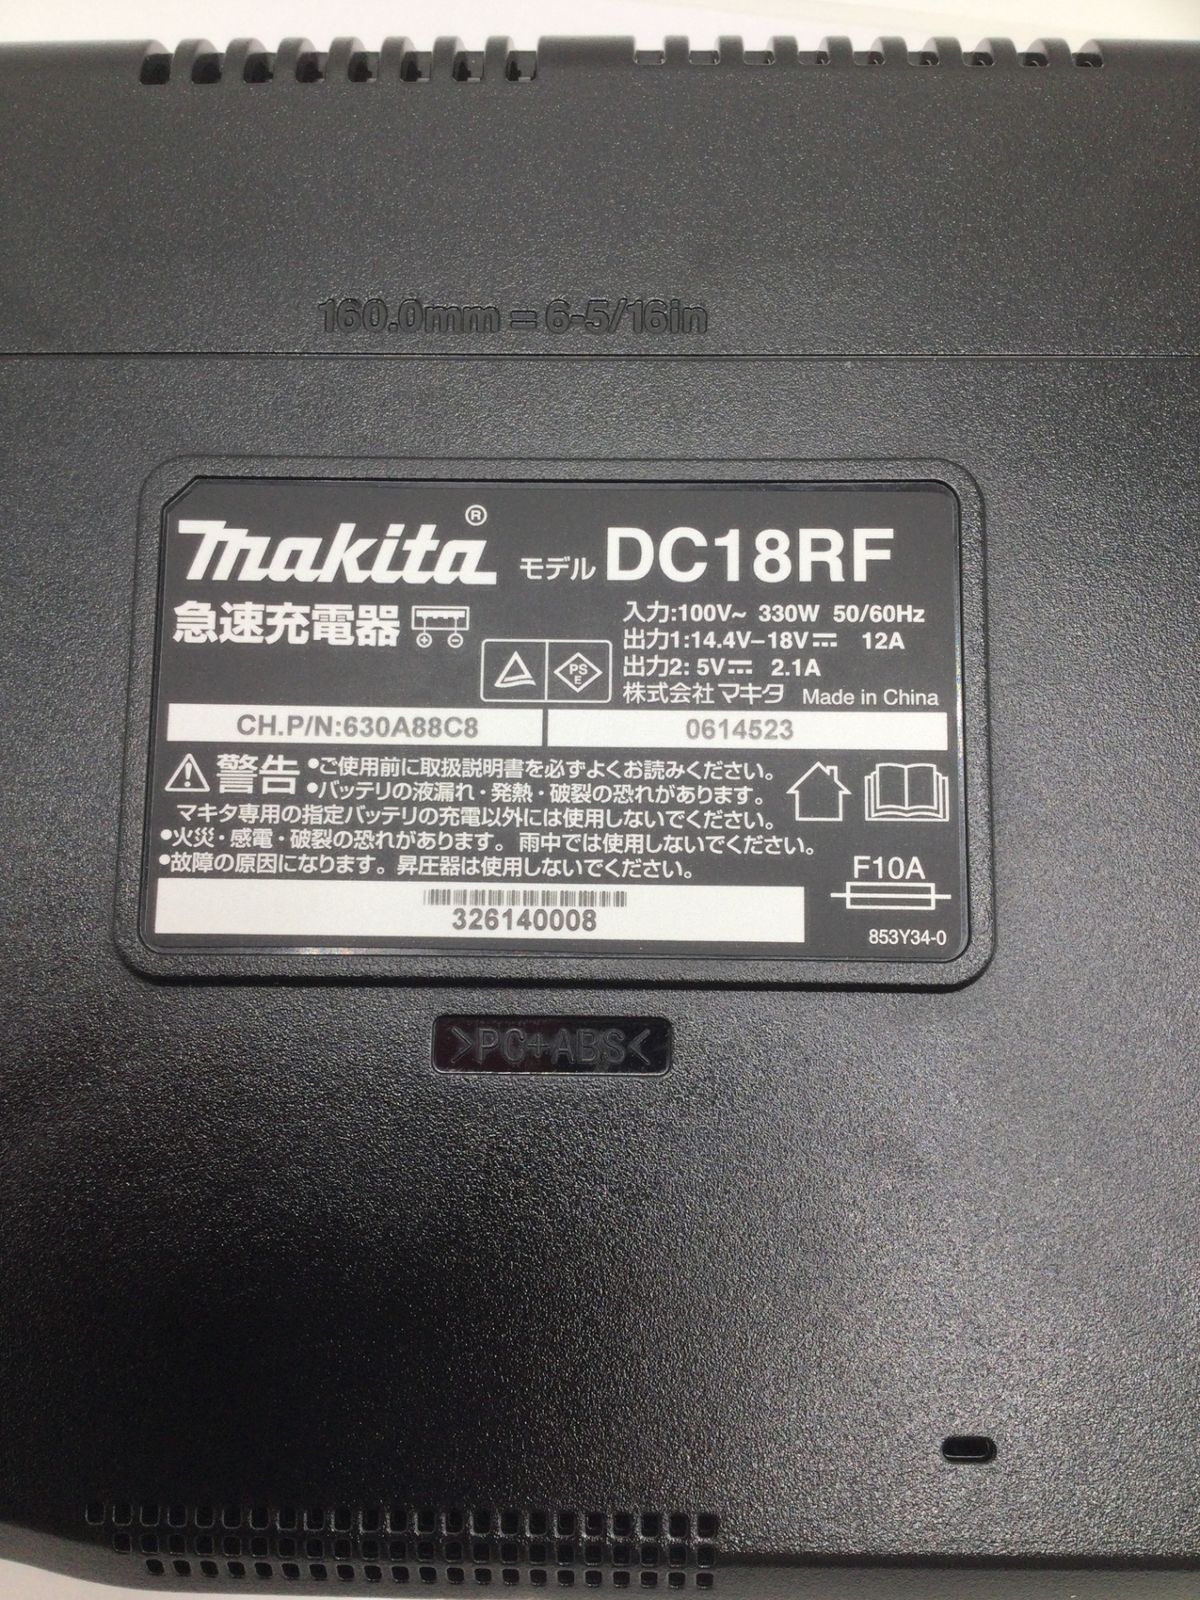 160.0mm = 6-5/16in
makita® モデル DC18RF
急速充電器
入力:100V~ 330W 50/60Hz
出力1:14.4V-18V⎓ 12A
出力2: 5V⎓ 2.1A
PS
E
株式会社 マキタ Made in China
CH.P/N:630A88C8 0614523
警告 •ご使用前に取扱説明書を必ずよくお読みください。
•バッテリの液漏れ・発熱・破裂の恐れがあります。
マキタ専用の指定バッテリの充電以外には使用しないでください。
•火災・感電・破裂の恐れがあります。雨中では使用しないでください。
•故障の原因になります。昇圧器は使用しないでください。
F10A
326140008
853Y34-0
>PC+ABS<